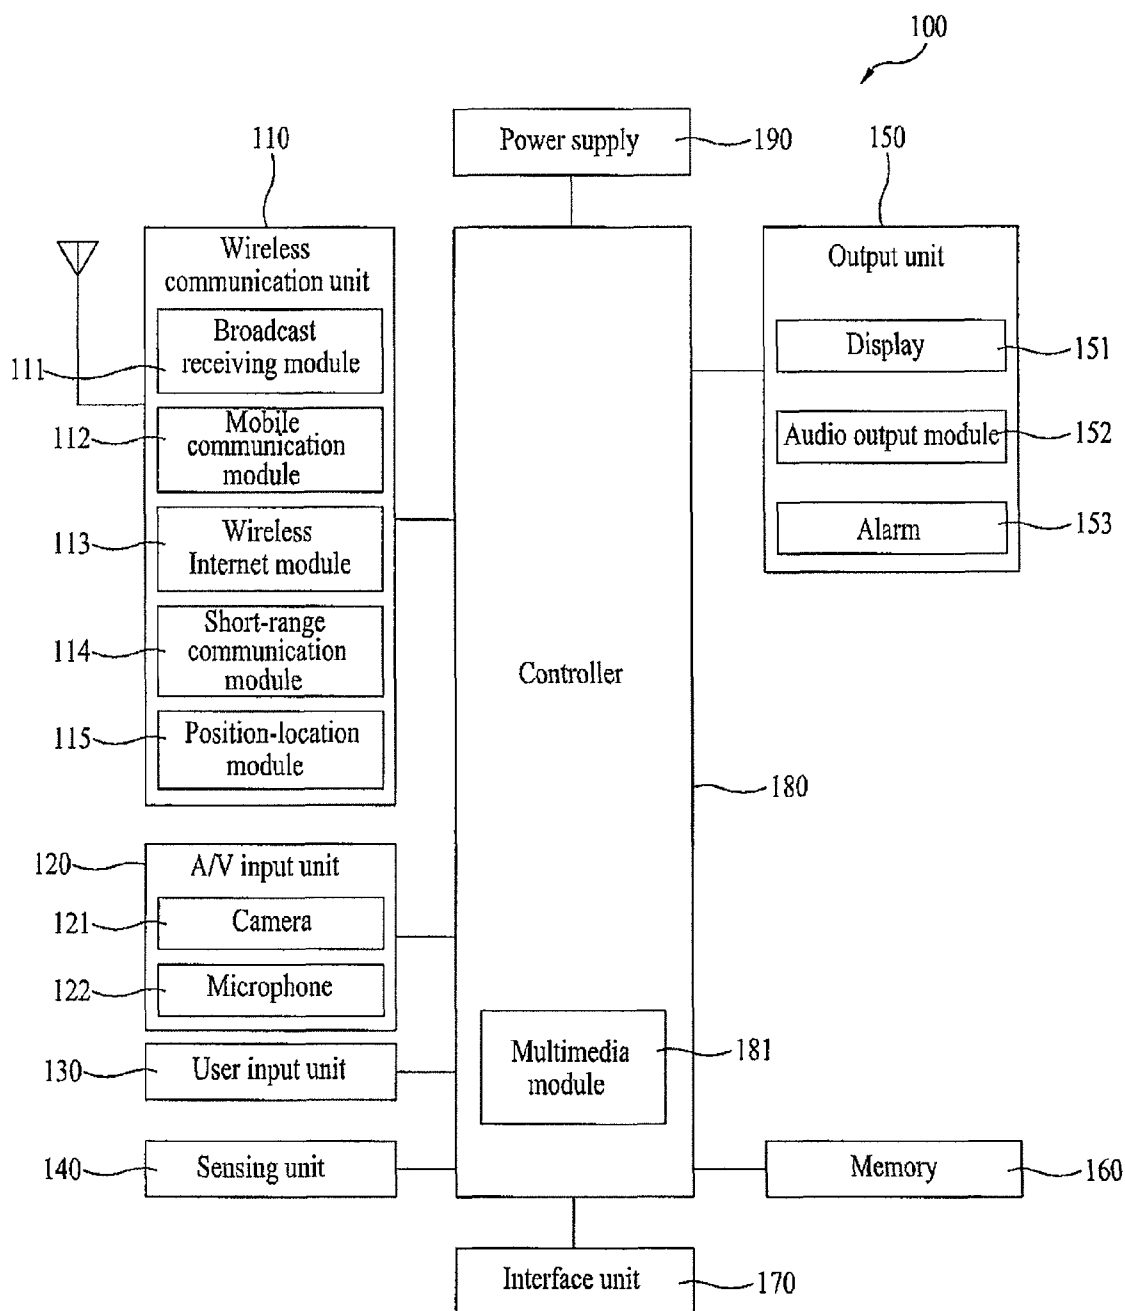 100
Power supply
190
110
150
Wireless
communication unit
Broadcast
receiving module
111
Mobile
communication
module
112
Wireless
Internet module
113
Short-range
communication
module
114
Position-location
module
115
Output unit
Display
151
Audio output module
152
Alarm
153
Controller
180
A/V input unit
120
Camera
121
Microphone
122
User input unit
130
Multimedia
module
181
Sensing unit
140
Memory
160
Interface unit
170